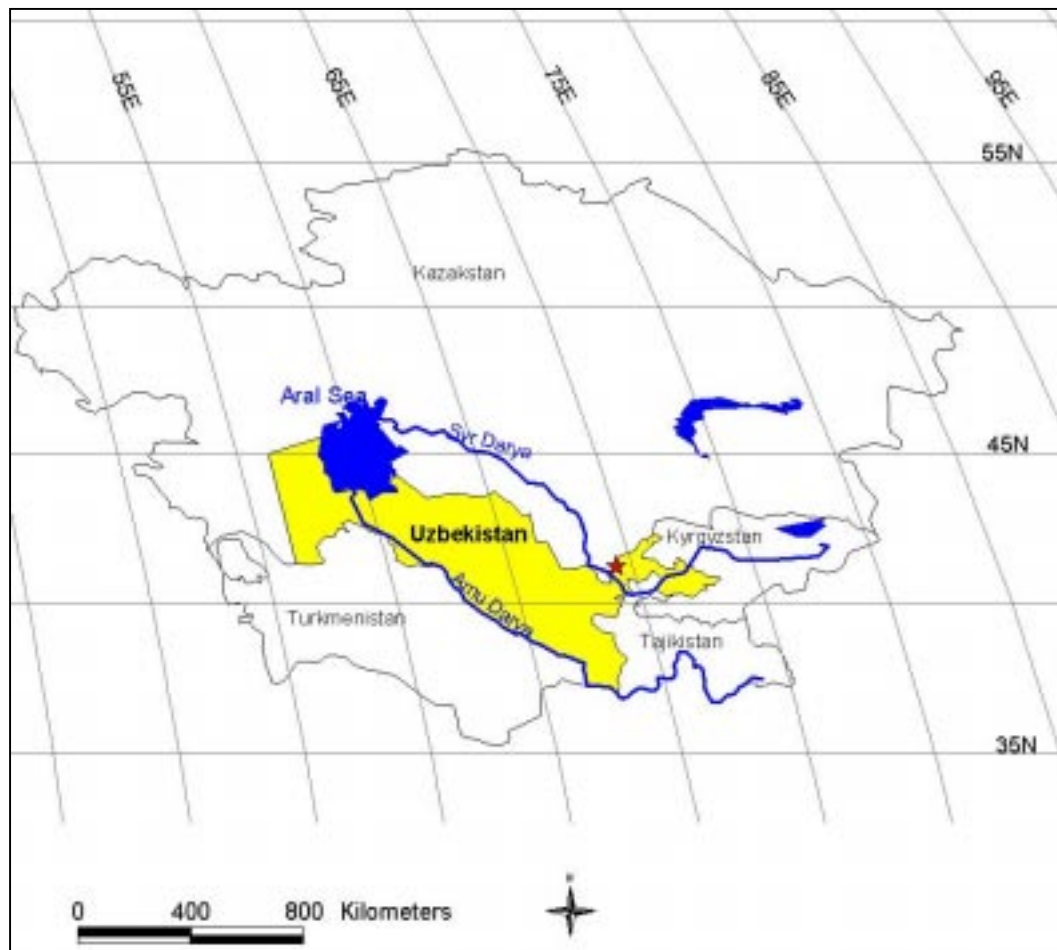 55E
65E
75E
85E
95E
55N
Kazakstan
Aral Sea
Syr Darya
45N
Uzbekistan
Kyrgyzstan
Amu Darya
Turkmenistan
Tajikistan
35N
0 400 800 Kilometers